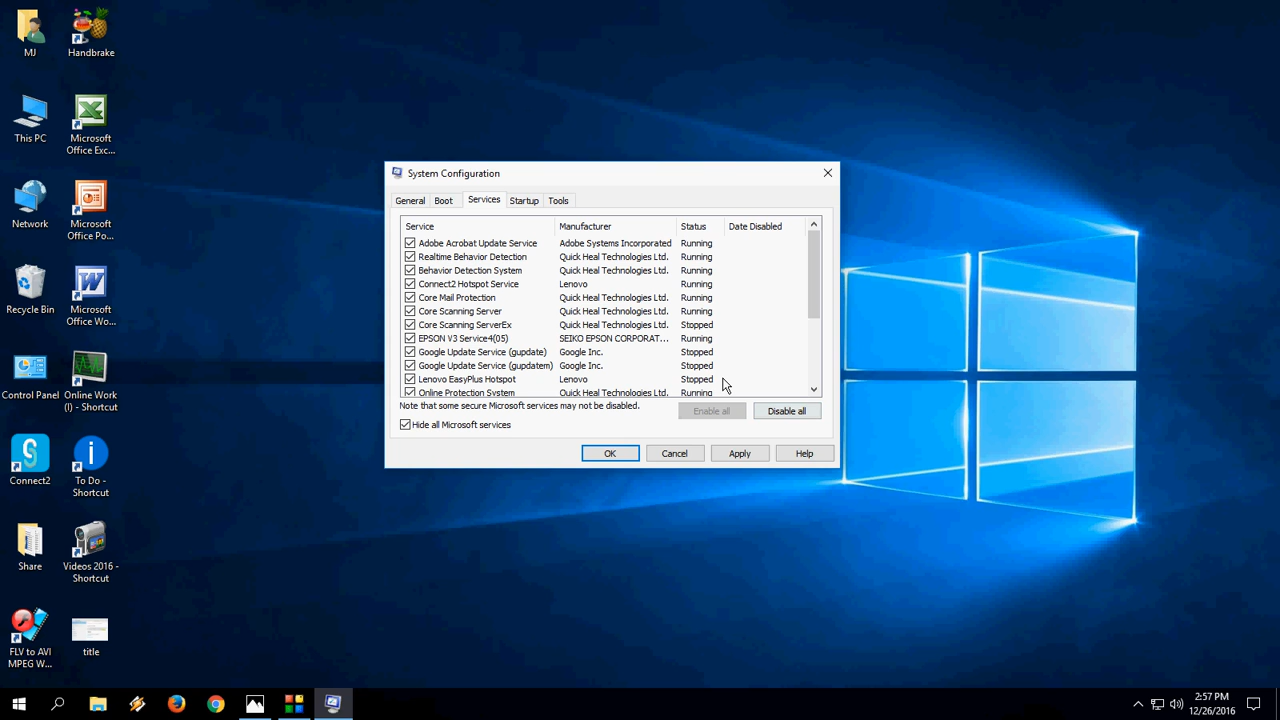 MJ
Handbrake
This PC
Microsoft
Office Exc...
Network
Microsoft
Office Po...
Recycle Bin
Microsoft
Office Wo...
Control Panel
Online Work
(I) - Shortcut
Connect2
To Do -
Shortcut
Share
Videos 2016 -
Shortcut
FLV to AVI
MPEG W...
title
System Configuration
General Boot Services Startup Tools
Service Manufacturer Status Date Disabled
Adobe Acrobat Update Service Adobe Systems Incorporated Running
Realtime Behavior Detection Quick Heal Technologies Ltd. Running
Behavior Detection System Quick Heal Technologies Ltd. Running
Connect2 Hotspot Service Lenovo Running
Core Mail Protection Quick Heal Technologies Ltd. Running
Core Scanning Server Quick Heal Technologies Ltd. Running
Core Scanning ServerEx Quick Heal Technologies Ltd. Stopped
EPSON V3 Service4(05) SEIKO EPSON CORPORAT... Running
Google Update Service (gupdate) Google Inc. Stopped
Google Update Service (gupdatem) Google Inc. Stopped
Lenovo EasyPlus Hotspot Lenovo Stopped
Online Protection System Quick Heal Technologies Ltd. Running
Note that some secure Microsoft services may not be disabled.
Enable all Disable all
Hide all Microsoft services
OK Cancel Apply Help
2:57 PM
12/26/2016